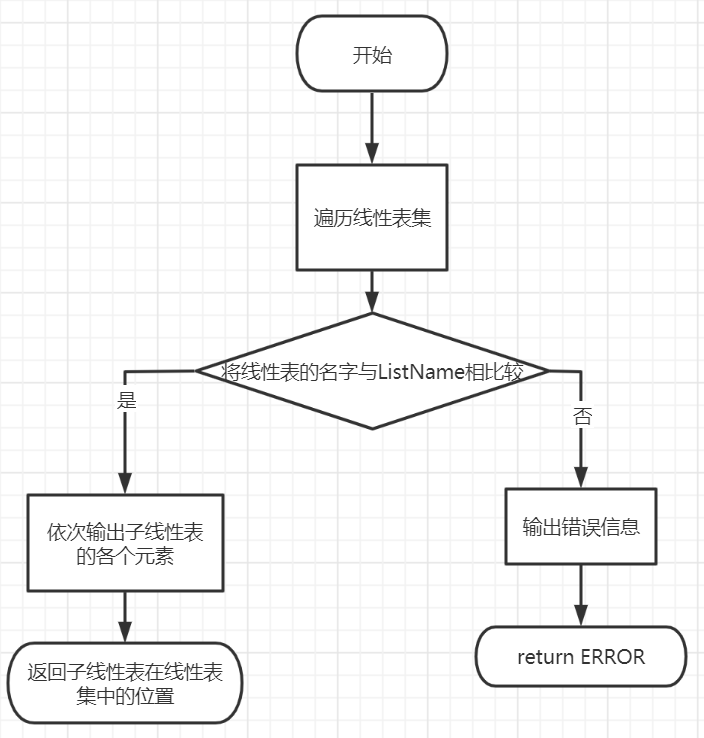 开始
遍历线性表集
将线性表的名字与ListName相比较
是
否
依次输出子线性表
的各个元素
输出错误信息
返回子线性表在线性表
集中的位置
return ERROR